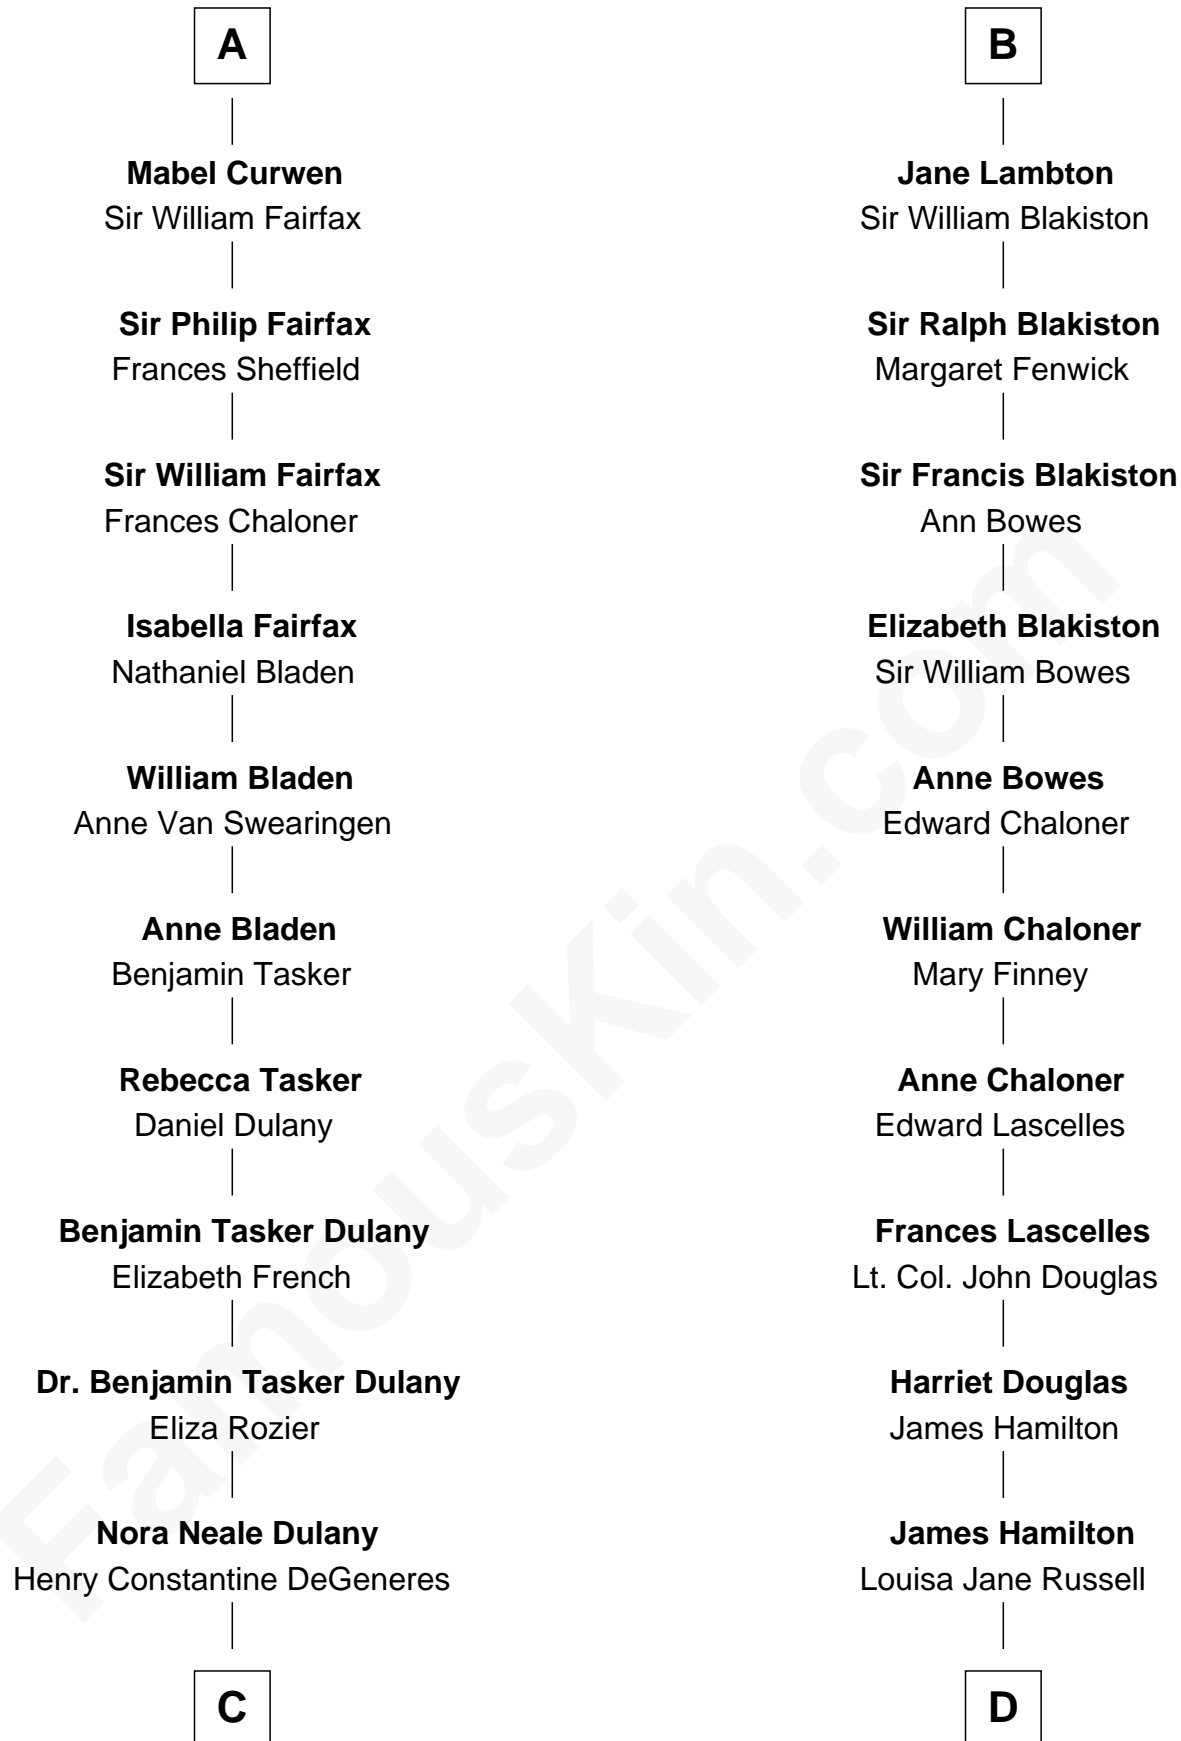 A
Mabel Curwen
Sir William Fairfax
Sir Philip Fairfax
Frances Sheffield
Sir William Fairfax
Frances Chaloner
Isabella Fairfax
Nathaniel Bladen
William Bladen
Anne Van Swearingen
Anne Bladen
Benjamin Tasker
Rebecca Tasker
Daniel Dulany
Benjamin Tasker Dulany
Elizabeth French
Dr. Benjamin Tasker Dulany
Eliza Rozier
Nora Neale Dulany
Henry Constantine DeGeneres
C
B
Jane Lambton
Sir William Blakiston
Sir Ralph Blakiston
Margaret Fenwick
Sir Francis Blakiston
Ann Bowes
Elizabeth Blakiston
Sir William Bowes
Anne Bowes
Edward Chaloner
William Chaloner
Mary Finney
Anne Chaloner
Edward Lascelles
Frances Lascelles
Lt. Col. John Douglas
Harriet Douglas
James Hamilton
James Hamilton
Louisa Jane Russell
D
FamousKin.com